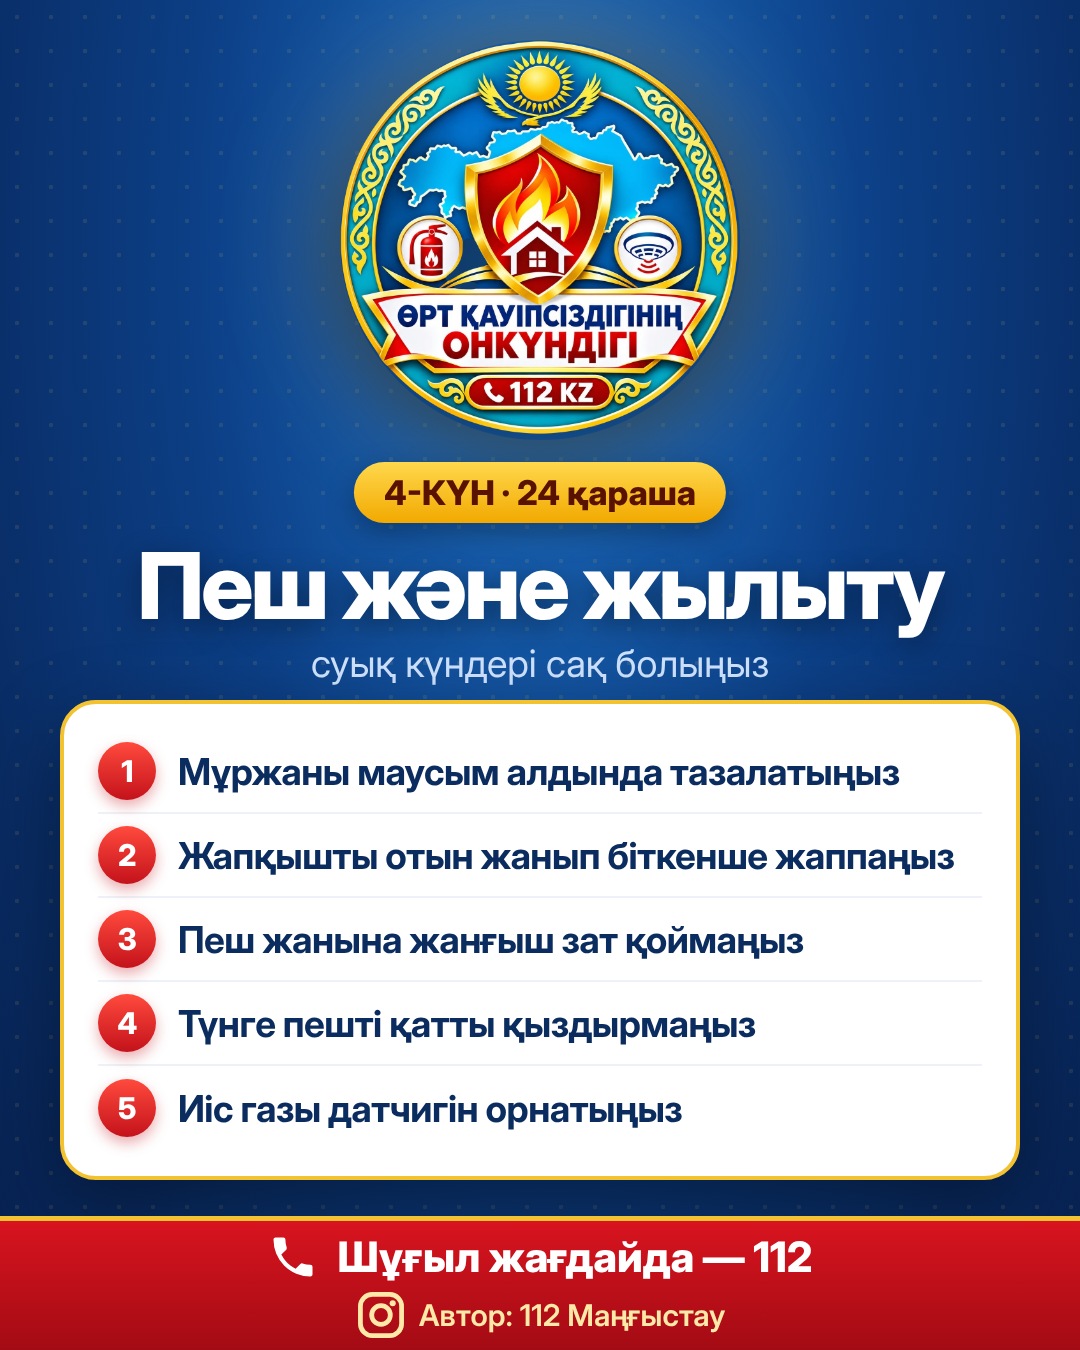 ӨРТ ҚАУІПСІЗДІГІНІҢ
ОНКҮНДІГІ
112 KZ
4-КҮН · 24 қараша
Пеш және жылыту
суық күндері сақ болыңыз
1 Мұржаны маусым алдында тазалатыңыз
2 Жапқышты отын жанып біткенше жаппаңыз
3 Пеш жанына жанғыш зат қоймаңыз
4 Түнге пешті қатты қыздырмаңыз
5 Иіс газы датчигін орнатыңыз
Шұғыл жағдайда — 112
Автор: 112 Маңғыстау